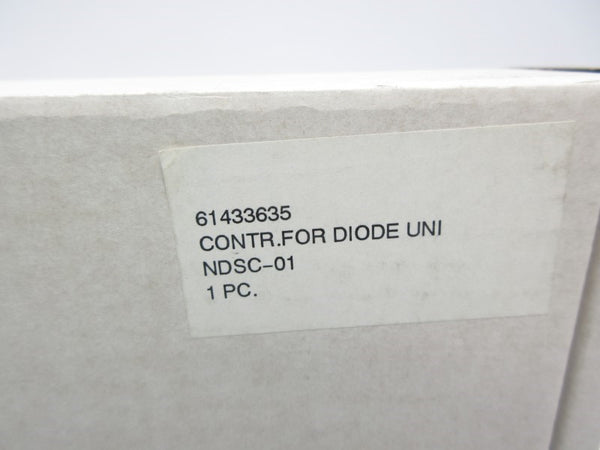 61433635
CONTR.FOR DIODE UNI
NDSC-01
1 PC.